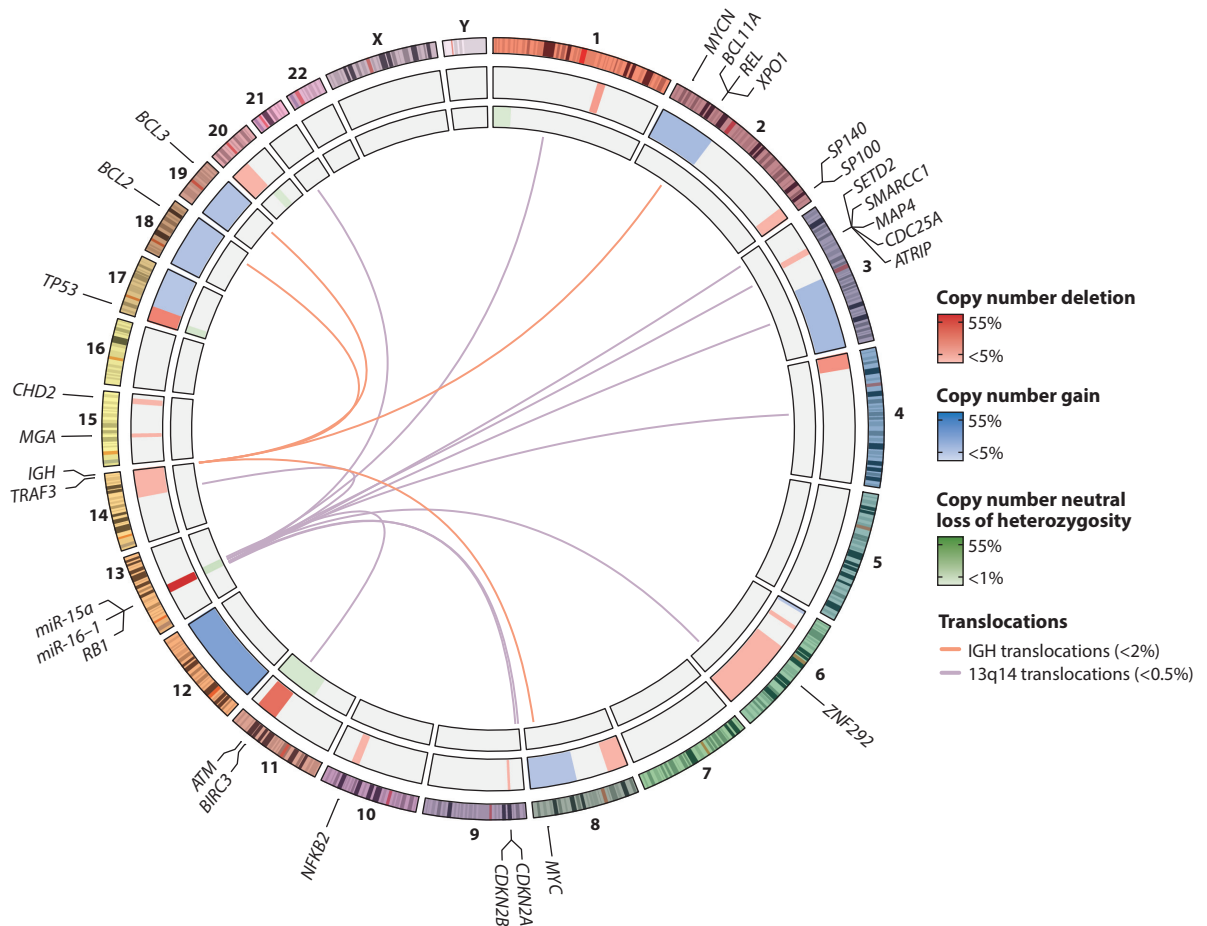 X
Y
1
2
3
4
5
6
7
8
9
10
11
12
13
14
15
16
17
18
19
20
21
22
MYCN
BCL11A
REL
XPO1
SP140
SP100
SETD2
SMARCC1
MAP4
CDC25A
ATRIP
ZNF292
MYC
CDKN2A
CDKN2B
NFKB2
BIRC3
ATM
miR-15a
miR-16–1
RB1
TRAF3
IGH
MGA
CHD2
TP53
BCL2
BCL3
Copy number deletion
55%
<5%
Copy number gain
55%
<5%
Copy number neutral
loss of heterozygosity
55%
<1%
Translocations
IGH translocations (<2%)
13q14 translocations (<0.5%)